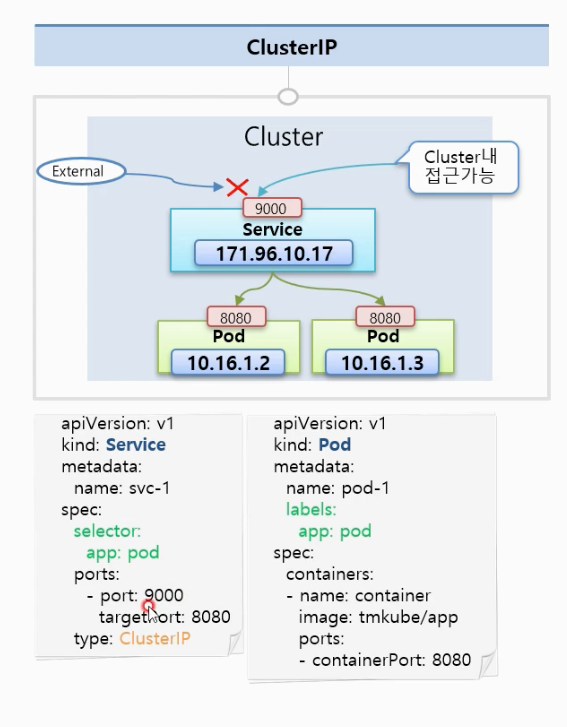 ClusterIP
Cluster
External
Cluster내
접근가능
9000
Service
171.96.10.17
8080
Pod
10.16.1.2
8080
Pod
10.16.1.3
apiVersion: v1
kind: Service
metadata:
name: svc-1
spec:
selector:
app: pod
ports:
- port: 9000
targetPort: 8080
type: ClusterIP
apiVersion: v1
kind: Pod
metadata:
name: pod-1
labels:
app: pod
spec:
containers:
- name: container
image: tmkube/app
ports:
- containerPort: 8080